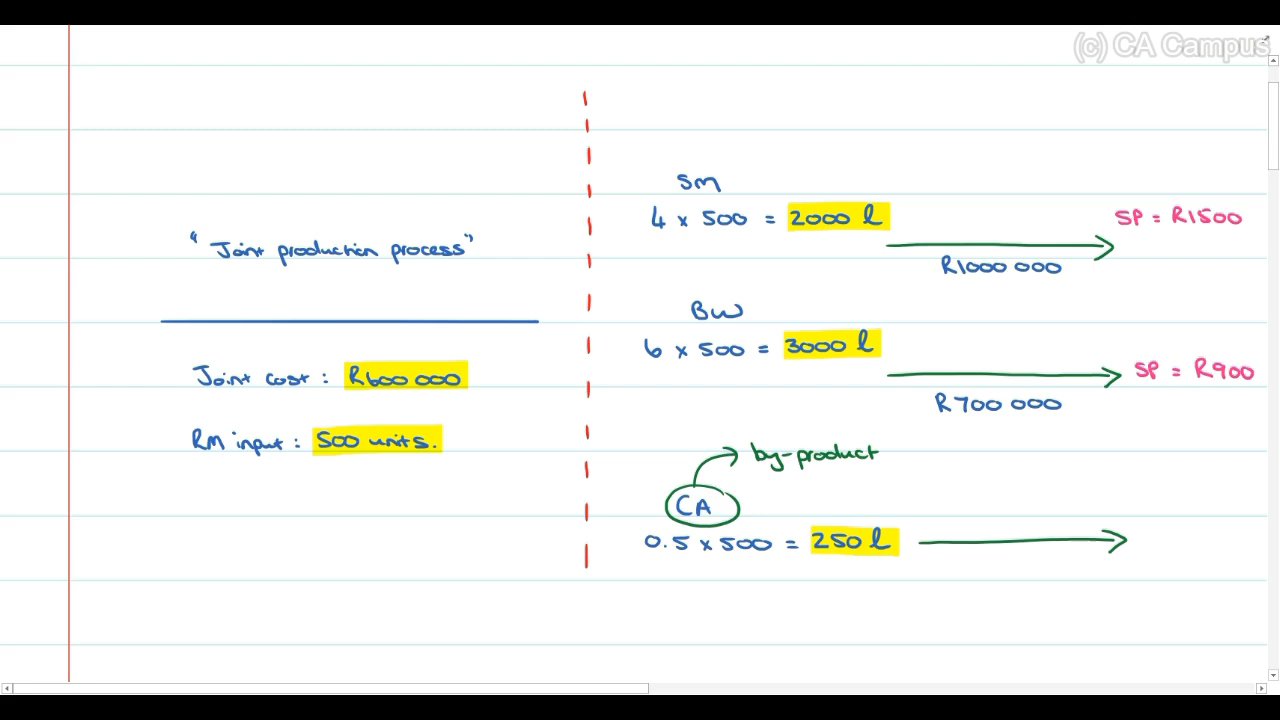 (c) CA Campus
"Joint production process"
Joint cost : R600 000
RM input : 500 units.
SM
4 x 500 = 2000 l
R1000 000
SP = R1500
BW
6 x 500 = 3000 l
R700 000
SP = R900
by-product
CA
0.5 x 500 = 250 l